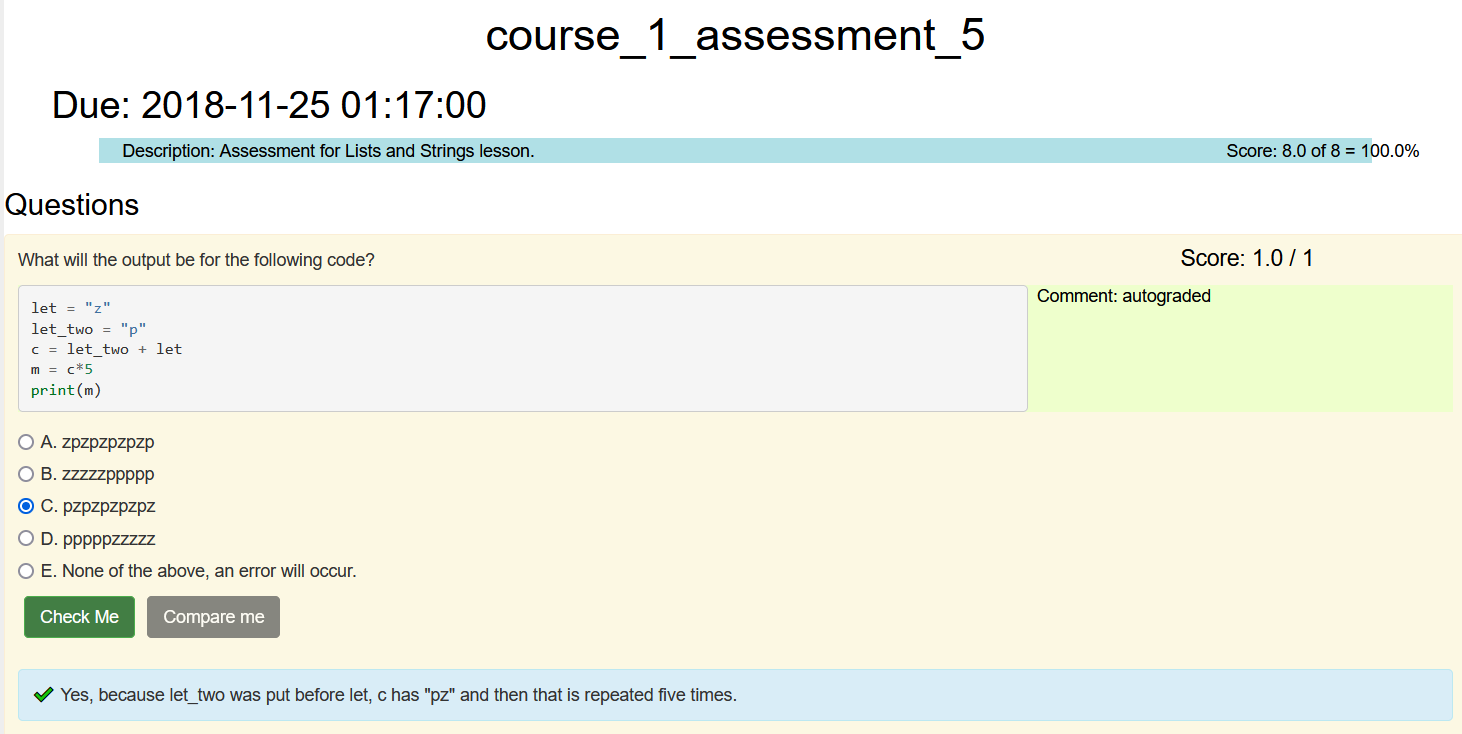 course_1_assessment_5
Due: 2018-11-25 01:17:00
Description: Assessment for Lists and Strings lesson. Score: 8.0 of 8 = 100.0%
Questions
What will the output be for the following code? Score: 1.0 / 1
Comment: autograded
let = "z"
let_two = "p"
c = let_two + let
m = c*5
print(m)
A. zpzpzpzpzp
B. zzzzzppppp
C. pzpzpzpzpz
D. pppppzzzzz
E. None of the above, an error will occur.
Check Me Compare me
Yes, because let_two was put before let, c has "pz" and then that is repeated five times.